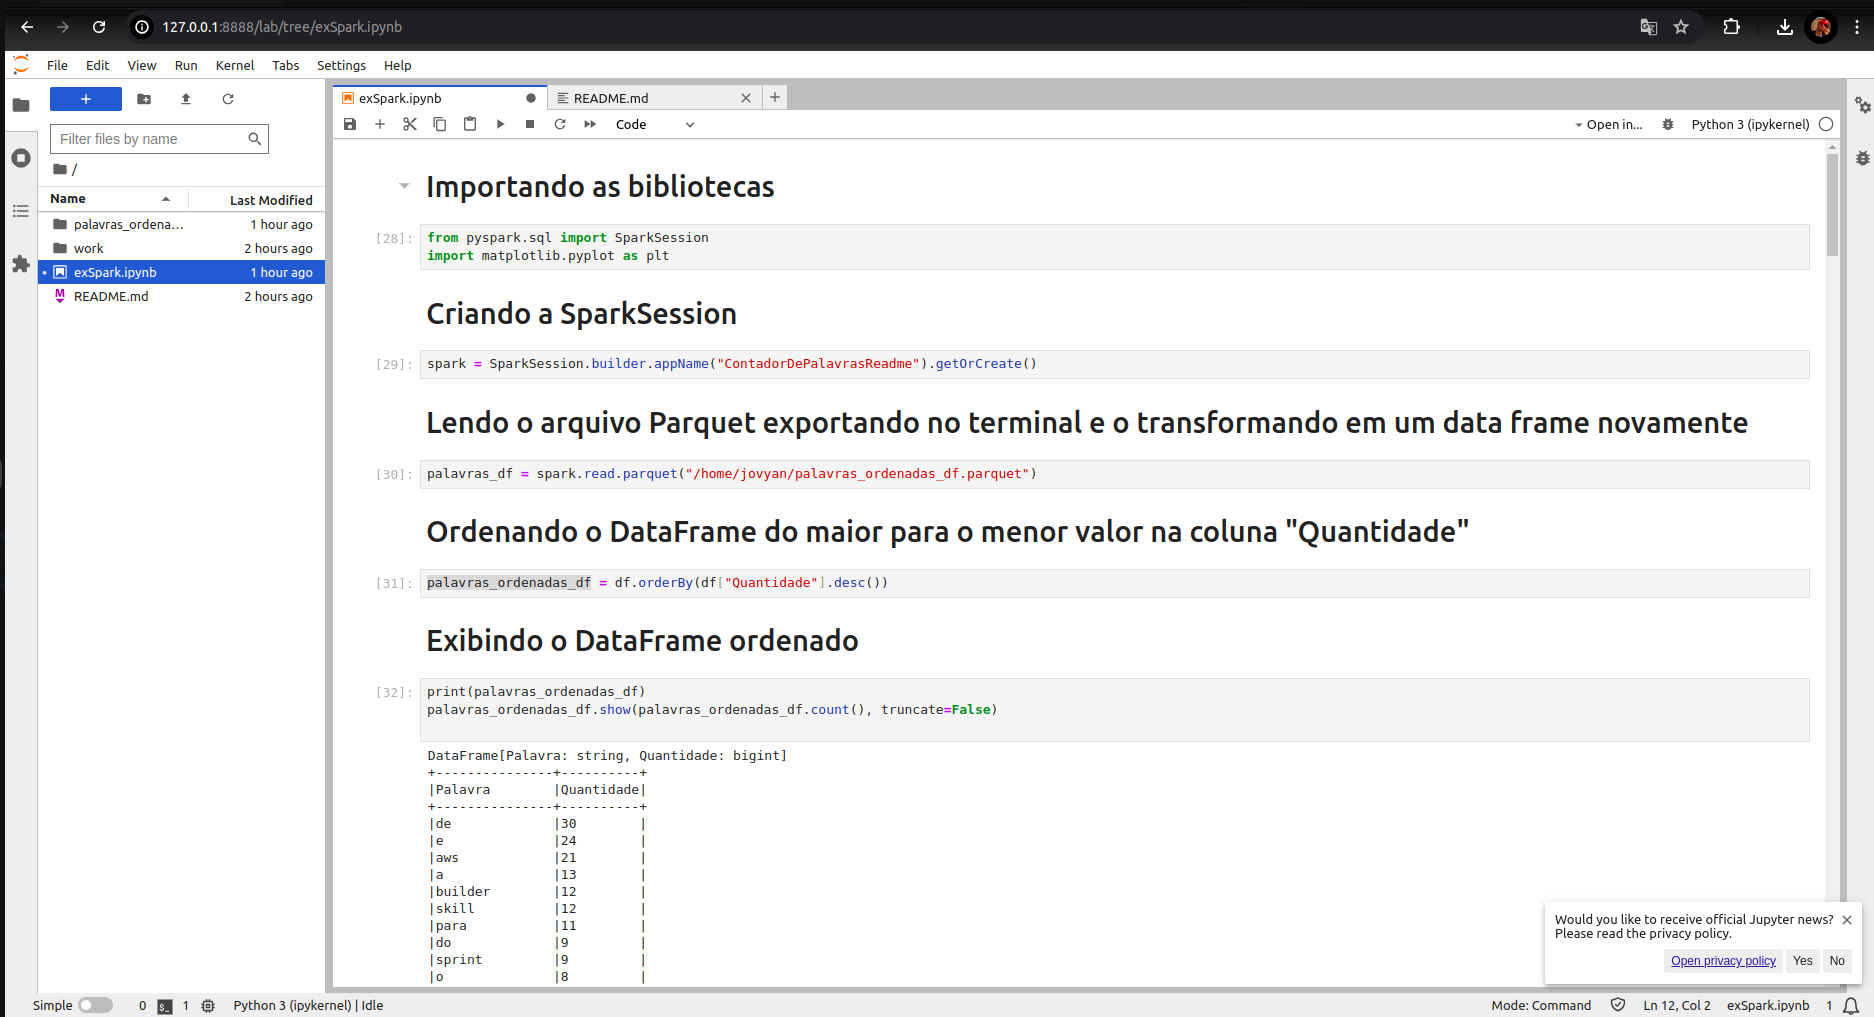 127.0.0.1:8888/lab/tree/exSpark.ipynb
File Edit View Run Kernel Tabs Settings Help
+
Filter files by name
/
Name Last Modified
palavras_ordena… 1 hour ago
work 2 hours ago
exSpark.ipynb 1 hour ago
README.md 2 hours ago
exSpark.ipynb README.md
Code Open in... Python 3 (ipykernel)
Importando as bibliotecas
[28]: from pyspark.sql import SparkSession
import matplotlib.pyplot as plt
Criando a SparkSession
[29]: spark = SparkSession.builder.appName("ContadorDePalavrasReadme").getOrCreate()
Lendo o arquivo Parquet exportando no terminal e o transformando em um data frame novamente
[30]: palavras_df = spark.read.parquet("/home/jovyan/palavras_ordenadas_df.parquet")
Ordenando o DataFrame do maior para o menor valor na coluna "Quantidade"
[31]: palavras_ordenadas_df = df.orderBy(df["Quantidade"].desc())
Exibindo o DataFrame ordenado
[32]: print(palavras_ordenadas_df)
palavras_ordenadas_df.show(palavras_ordenadas_df.count(), truncate=False)
DataFrame[Palavra: string, Quantidade: bigint]
+---------------+----------+
|Palavra        |Quantidade|
+---------------+----------+
|de             |30        |
|e              |24        |
|aws            |21        |
|a              |13        |
|builder        |12        |
|skill          |12        |
|para           |11        |
|do             |9         |
|sprint         |9         |
|o              |8         |
Would you like to receive official Jupyter news?
Please read the privacy policy.
Open privacy policy Yes No
Simple 0 $_ 1 Python 3 (ipykernel) | Idle Mode: Command Ln 12, Col 2 exSpark.ipynb 1